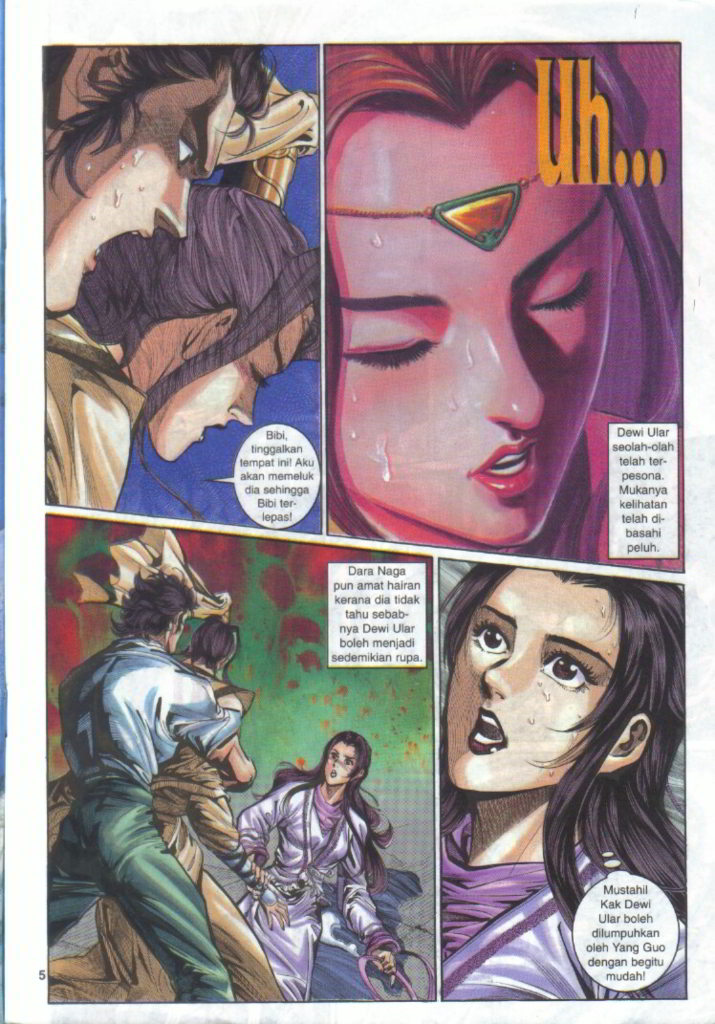 Uh...
Bibi,
tinggalkan
tempat ini! Aku
akan memeluk
dia sehingga
Bibi ter-
lepas!
Dewi Ular
seolah-olah
telah ter-
pesona.
Mukanya
kelihatan
telah di-
basahi
peluh.
Dara Naga
pun amat hairan
kerana dia tidak
tahu sebab-
nya Dewi Ular
boleh menjadi
sedemikian rupa.
Mustahil
Kak Dewi
Ular boleh
dilumpuhkan
oleh Yang Guo
dengan begitu
mudah!
5